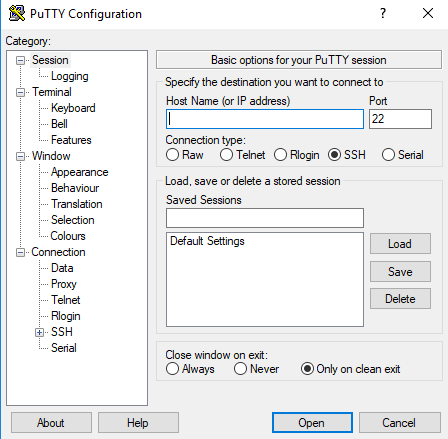 PuTTY Configuration
?
Category:
Session
Logging
Terminal
Keyboard
Bell
Features
Window
Appearance
Behaviour
Translation
Selection
Colours
Connection
Data
Proxy
Telnet
Rlogin
SSH
Serial
Basic options for your PuTTY session
Specify the destination you want to connect to
Host Name (or IP address) Port
22
Connection type:
Raw Telnet Rlogin SSH Serial
Load, save or delete a stored session
Saved Sessions
Default Settings
Load
Save
Delete
Close window on exit:
Always Never Only on clean exit
About Help Open Cancel